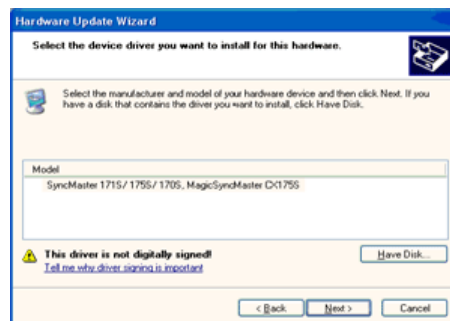 Hardware Update Wizard
Select the device driver you want to install for this hardware.
Select the manufacturer and model of your hardware device and then click Next. If you
have a disk that contains the driver you want to install, click Have Disk.
Model
SyncMaster 171S/ 175S/ 170S, MagicSyncMaster CX175S
This driver is not digitally signed!
Have Disk...
Tell me why driver signing is important
< Back
Next >
Cancel